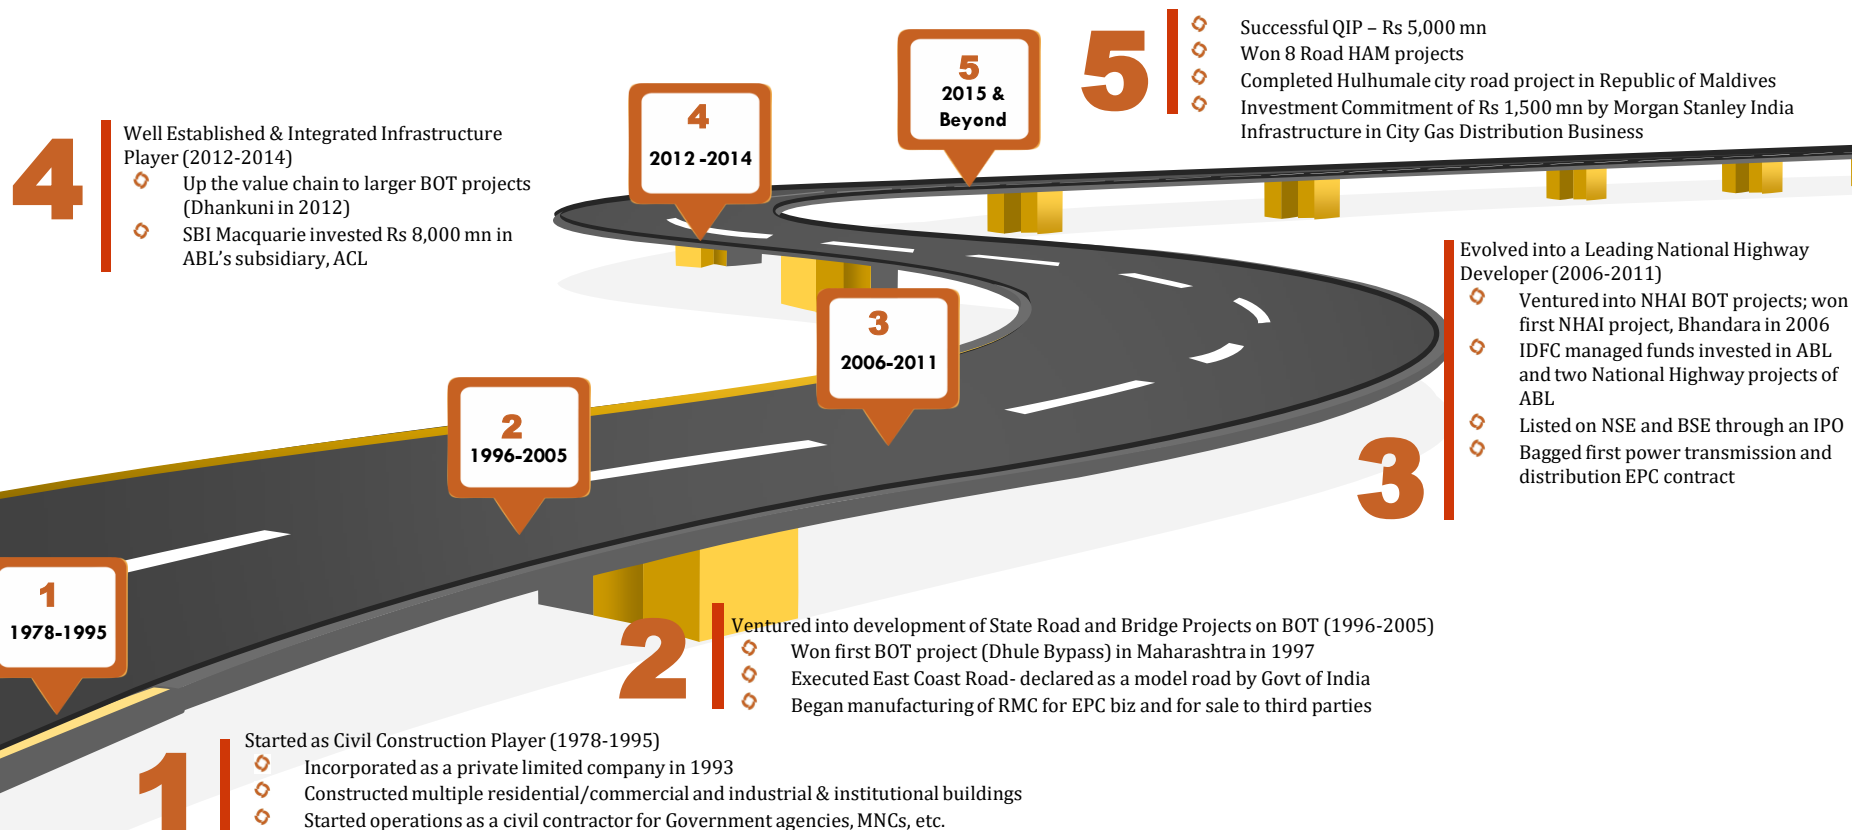 5
Successful QIP – Rs 5,000 mn
Won 8 Road HAM projects
Completed Hulhumale city road project in Republic of Maldives
Investment Commitment of Rs 1,500 mn by Morgan Stanley India
Infrastructure in City Gas Distribution Business
5
2015 &
Beyond
4
2012 -2014
4
Well Established & Integrated Infrastructure
Player (2012-2014)
Up the value chain to larger BOT projects
(Dhankuni in 2012)
SBI Macquarie invested Rs 8,000 mn in
ABL's subsidiary, ACL
3
2006-2011
3
Evolved into a Leading National Highway
Developer (2006-2011)
Ventured into NHAI BOT projects; won
first NHAI project, Bhandara in 2006
IDFC managed funds invested in ABL
and two National Highway projects of
ABL
Listed on NSE and BSE through an IPO
Bagged first power transmission and
distribution EPC contract
2
1996-2005
1
1978-1995
2
Ventured into development of State Road and Bridge Projects on BOT (1996-2005)
Won first BOT project (Dhule Bypass) in Maharashtra in 1997
Executed East Coast Road- declared as a model road by Govt of India
Began manufacturing of RMC for EPC biz and for sale to third parties
1
Started as Civil Construction Player (1978-1995)
Incorporated as a private limited company in 1993
Constructed multiple residential/commercial and industrial & institutional buildings
Started operations as a civil contractor for Government agencies, MNCs, etc.